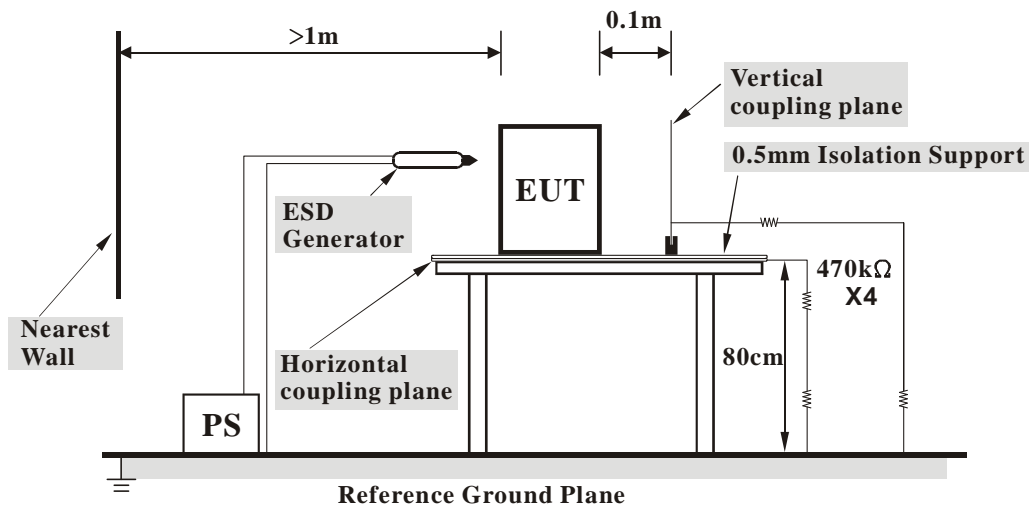 >1m
0.1m
Vertical
coupling plane
0.5mm Isolation Support
EUT
ESD
Generator
470kΩ
X4
Nearest
Wall
Horizontal
coupling plane
80cm
PS
Reference Ground Plane